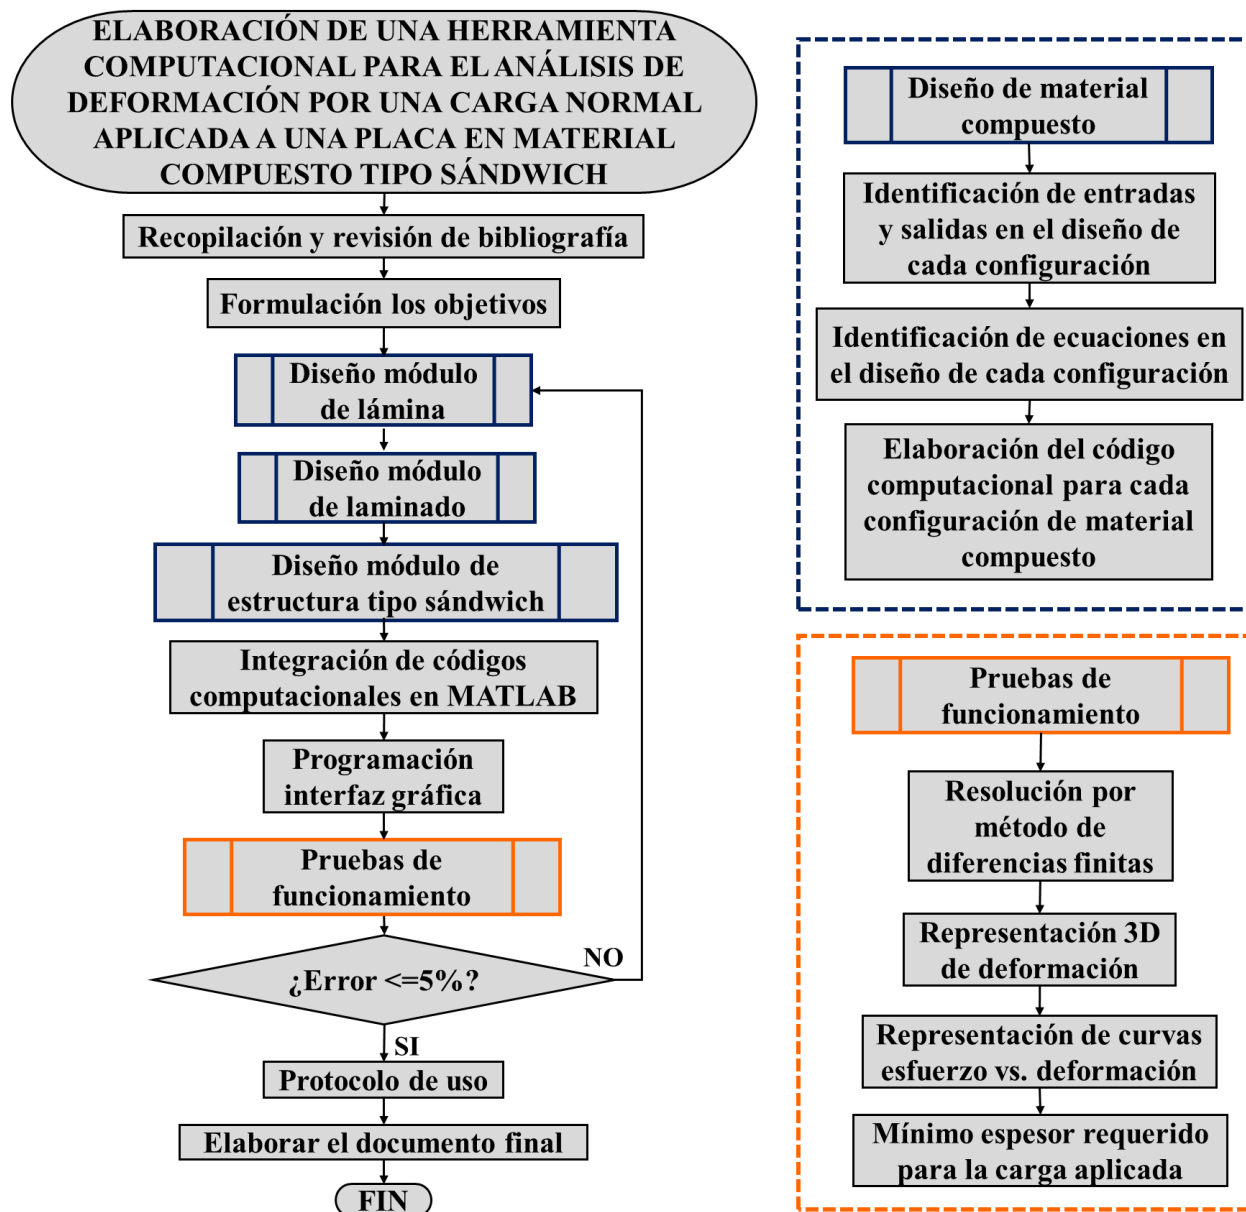 ELABORACIÓN DE UNA HERRAMIENTA
COMPUTACIONAL PARA EL ANÁLISIS DE
DEFORMACIÓN POR UNA CARGA NORMAL
APLICADA A UNA PLACA EN MATERIAL
COMPUESTO TIPO SÁNDWICH
Recopilación y revisión de bibliografía
Formulación los objetivos
Diseño módulo
de lámina
Diseño módulo
de laminado
Diseño módulo de
estructura tipo sándwich
Integración de códigos
computacionales en MATLAB
Programación
interfaz gráfica
Pruebas de
funcionamiento
¿Error <=5%?
NO
SI
Protocolo de uso
Elaborar el documento final
FIN
Diseño de material
compuesto
Identificación de entradas
y salidas en el diseño de
cada configuración
Identificación de ecuaciones en
el diseño de cada configuración
Elaboración del código
computacional para cada
configuración de material
compuesto
Pruebas de
funcionamiento
Resolución por
método de
diferencias finitas
Representación 3D
de deformación
Representación de curvas
esfuerzo vs. deformación
Mínimo espesor requerido
para la carga aplicada